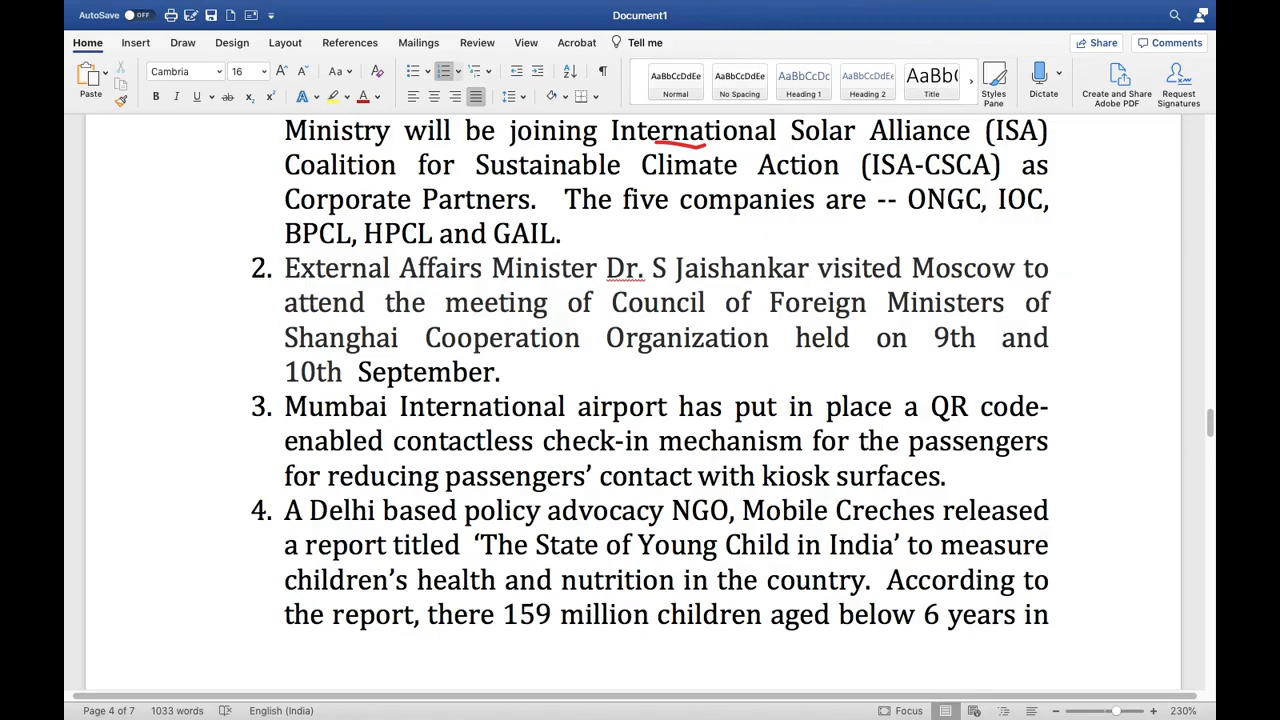 AutoSave OFF Document1
Home Insert Draw Design Layout References Mailings Review View Acrobat Tell me Share Comments
Paste Cambria 16 A A Aa AaBbCcDdEe AaBbCcDdEe AaBbCcDc AaBbCcDdEe AaBb(
B I U ab x₂ x² A A Normal No Spacing Heading 1 Heading 2 Title Styles Pane Dictate Create and Share Adobe PDF Request Signatures
Ministry will be joining International Solar Alliance (ISA)
Coalition for Sustainable Climate Action (ISA-CSCA) as
Corporate Partners. The five companies are -- ONGC, IOC,
BPCL, HPCL and GAIL.
2. External Affairs Minister Dr. S Jaishankar visited Moscow to
attend the meeting of Council of Foreign Ministers of
Shanghai Cooperation Organization held on 9th and
10th September.
3. Mumbai International airport has put in place a QR code-
enabled contactless check-in mechanism for the passengers
for reducing passengers’ contact with kiosk surfaces.
4. A Delhi based policy advocacy NGO, Mobile Creches released
a report titled ‘The State of Young Child in India’ to measure
children’s health and nutrition in the country. According to
the report, there 159 million children aged below 6 years in
Page 4 of 7 1033 words English (India) Focus 230%